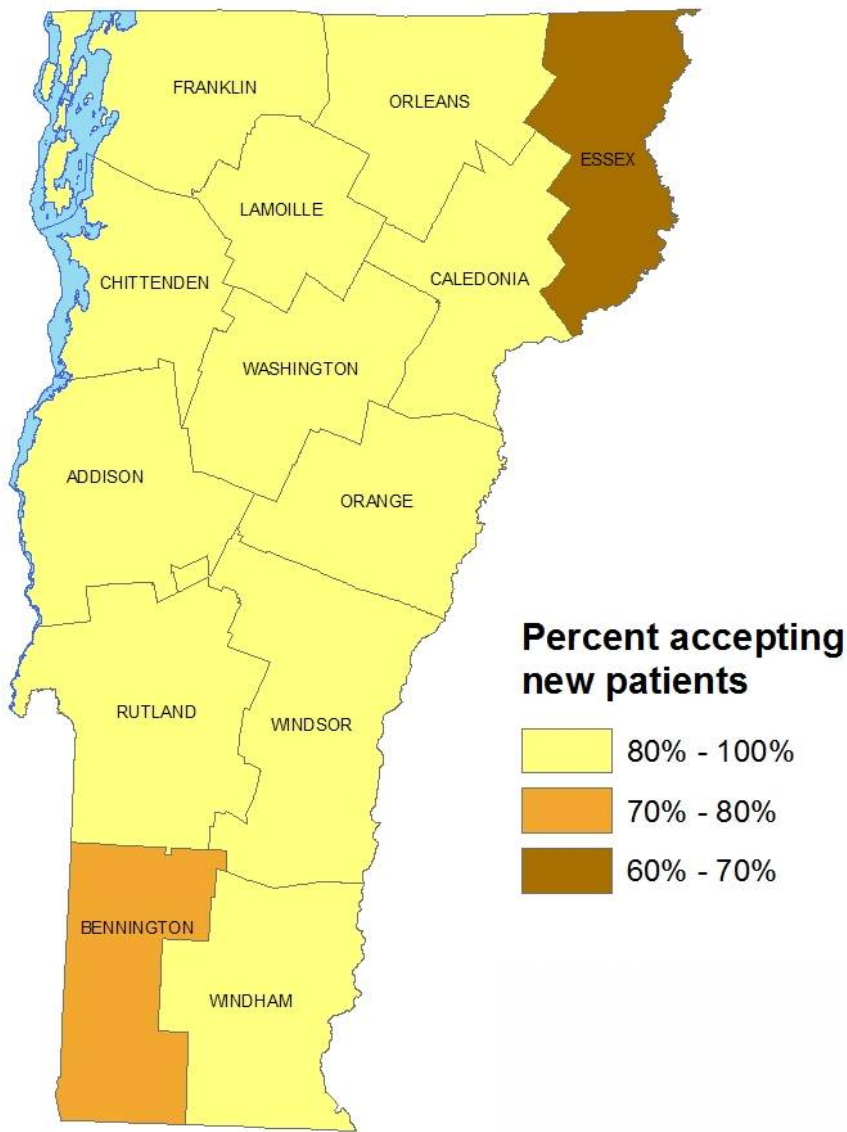 FRANKLIN
ORLEANS
ESSEX
LAMOILLE
CHITTENDEN
CALEDONIA
WASHINGTON
ADDISON
ORANGE
RUTLAND
WINDSOR
BENNINGTON
WINDHAM
Percent accepting
new patients
80% - 100%
70% - 80%
60% - 70%